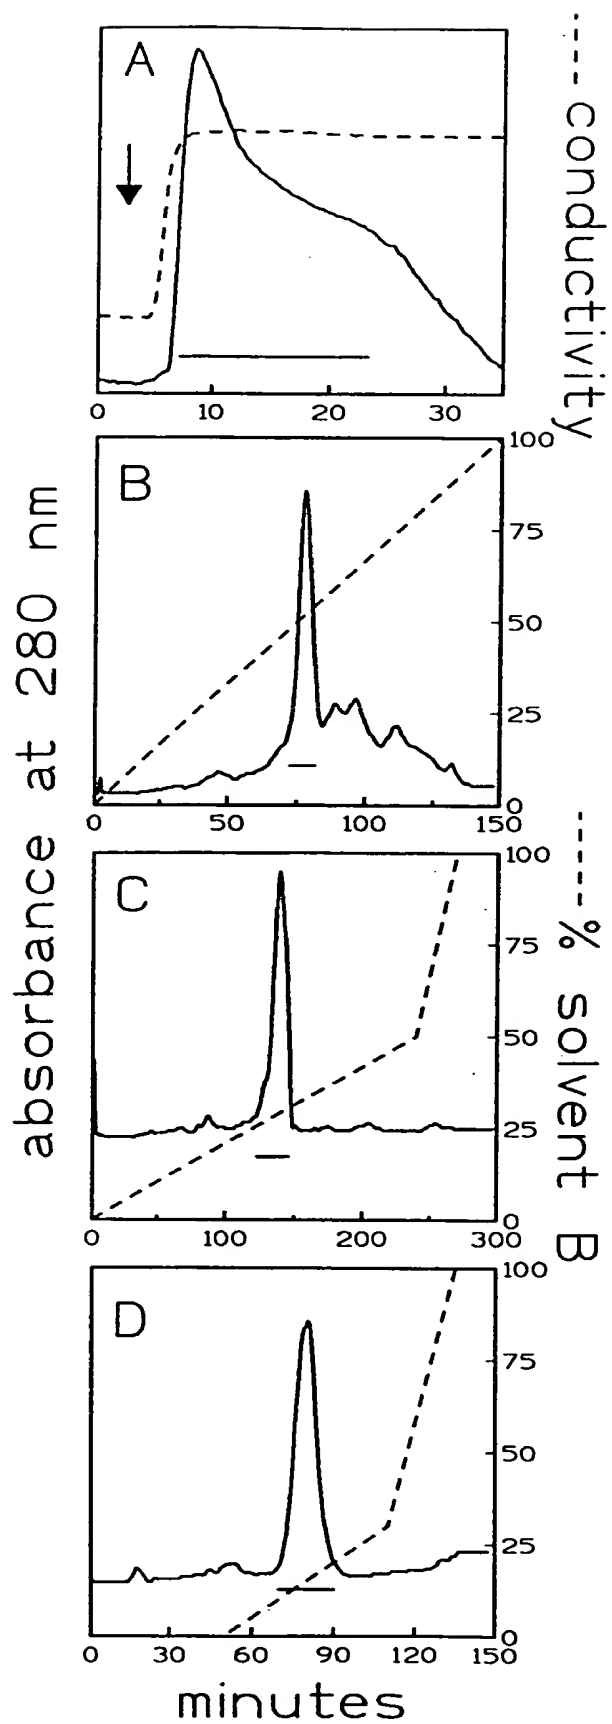 A
---- conductivity
0 10 20 30
absorbance at 280 nm
B
100
75
50
25
0
0 50 100 150
---- % solvent B
C
100
75
50
25
0
0 100 200 300
D
100
75
50
25
0
0 30 60 90 120 150
minutes